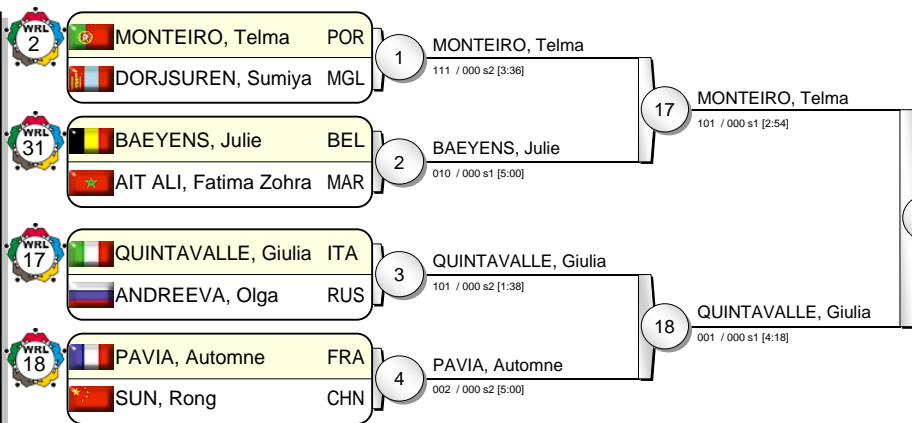 WRL
2
MONTEIRO, Telma POR
DORJSUREN, Sumiya MGL
1
MONTEIRO, Telma
111 / 000 s2 [3:36]
WRL
31
BAEYENS, Julie BEL
AIT ALI, Fatima Zohra MAR
2
BAEYENS, Julie
010 / 000 s1 [5:00]
17
MONTEIRO, Telma
101 / 000 s1 [2:54]
WRL
17
QUINTAVALLE, Giulia ITA
ANDREEVA, Olga RUS
3
QUINTAVALLE, Giulia
101 / 000 s2 [1:38]
WRL
18
PAVIA, Automne FRA
SUN, Rong CHN
4
PAVIA, Automne
002 / 000 s2 [5:00]
18
QUINTAVALLE, Giulia
001 / 000 s1 [4:18]